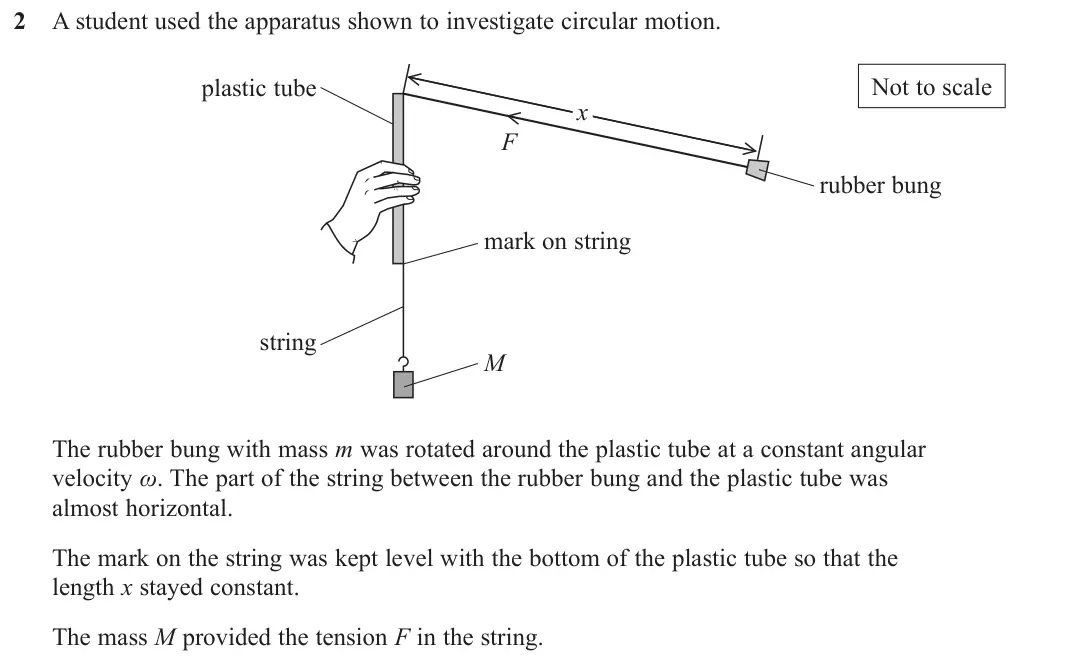 2 A student used the apparatus shown to investigate circular motion.
plastic tube
Not to scale
x
F
rubber bung
mark on string
string
M
The rubber bung with mass m was rotated around the plastic tube at a constant angular
velocity ω. The part of the string between the rubber bung and the plastic tube was
almost horizontal.
The mark on the string was kept level with the bottom of the plastic tube so that the
length x stayed constant.
The mass M provided the tension F in the string.